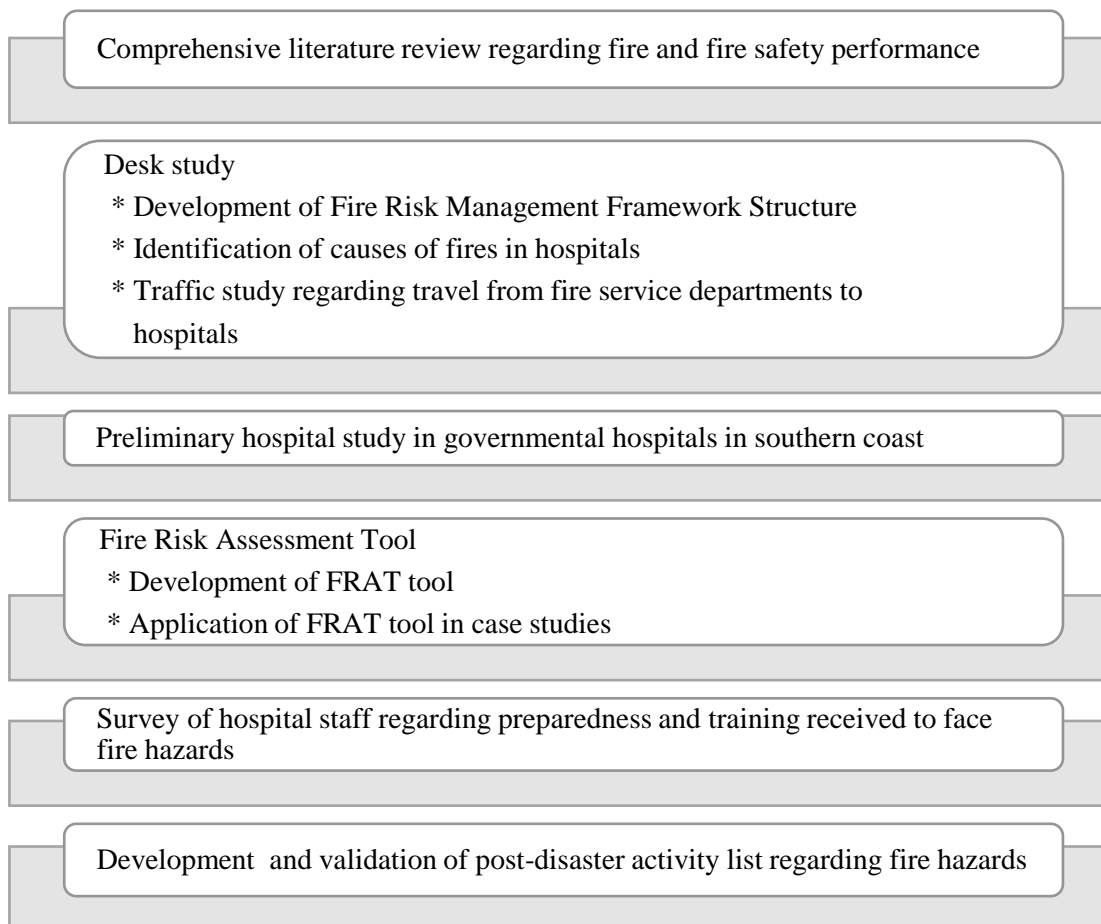 Comprehensive literature review regarding fire and fire safety performance
Desk study
* Development of Fire Risk Management Framework Structure
* Identification of causes of fires in hospitals
* Traffic study regarding travel from fire service departments to
hospitals
Preliminary hospital study in governmental hospitals in southern coast
Fire Risk Assessment Tool
* Development of FRAT tool
* Application of FRAT tool in case studies
Survey of hospital staff regarding preparedness and training received to face
fire hazards
Development  and validation of post-disaster activity list regarding fire hazards